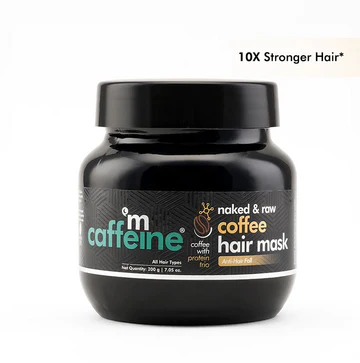 10X Stronger Hair*
naked & raw
coffee
hair mask
Anti-Hair Fall
coffee
with
protein
trio
I'm
caffeine®
All Hair Types
Net Quantity: 200 g | 7.05 oz.